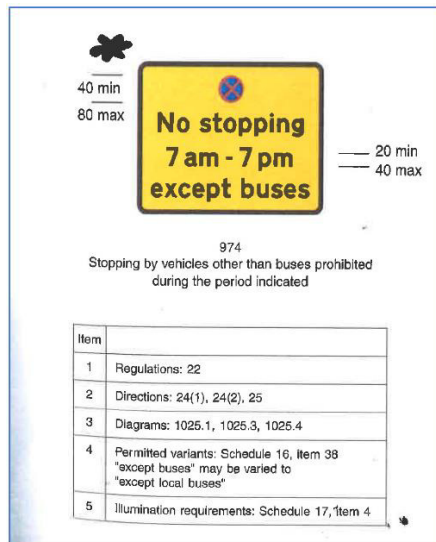 40 min
80 max
No stopping
7 am - 7 pm
except buses
20 min
40 max
974
Stopping by vehicles other than buses prohibited
during the period indicated
Item
1 Regulations: 22
2 Directions: 24(1), 24(2), 25
3 Diagrams: 1025.1, 1025.3, 1025.4
4 Permitted variants: Schedule 16, item 38
"except buses" may be varied to
"except local buses"
5 Illumination requirements: Schedule 17, item 4